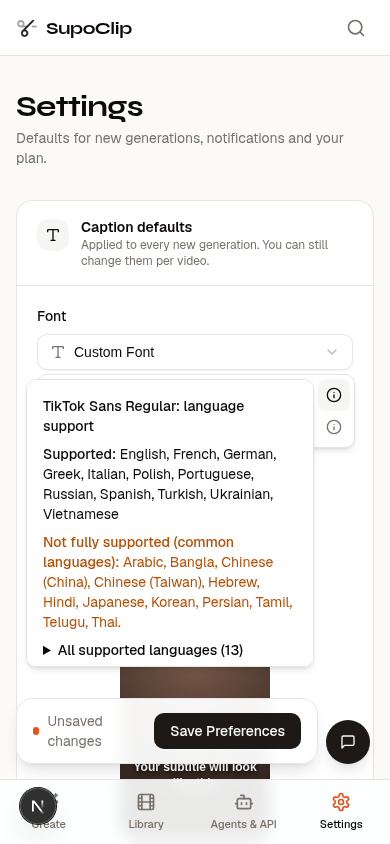 SupoClip
Settings
Defaults for new generations, notifications and your
plan.
Caption defaults
Applied to every new generation. You can still
change them per video.
Font
Custom Font
TikTok Sans Regular: language
support
Supported: English, French, German,
Greek, Italian, Polish, Portuguese,
Russian, Spanish, Turkish, Ukrainian,
Vietnamese
Not fully supported (common
languages): Arabic, Bangla, Chinese
(China), Chinese (Taiwan), Hebrew,
Hindi, Japanese, Korean, Persian, Tamil,
Telugu, Thai.
All supported languages (13)
Unsaved
changes
Save Preferences
Your subtitle will look
N
Create
Library
Agents & API
Settings